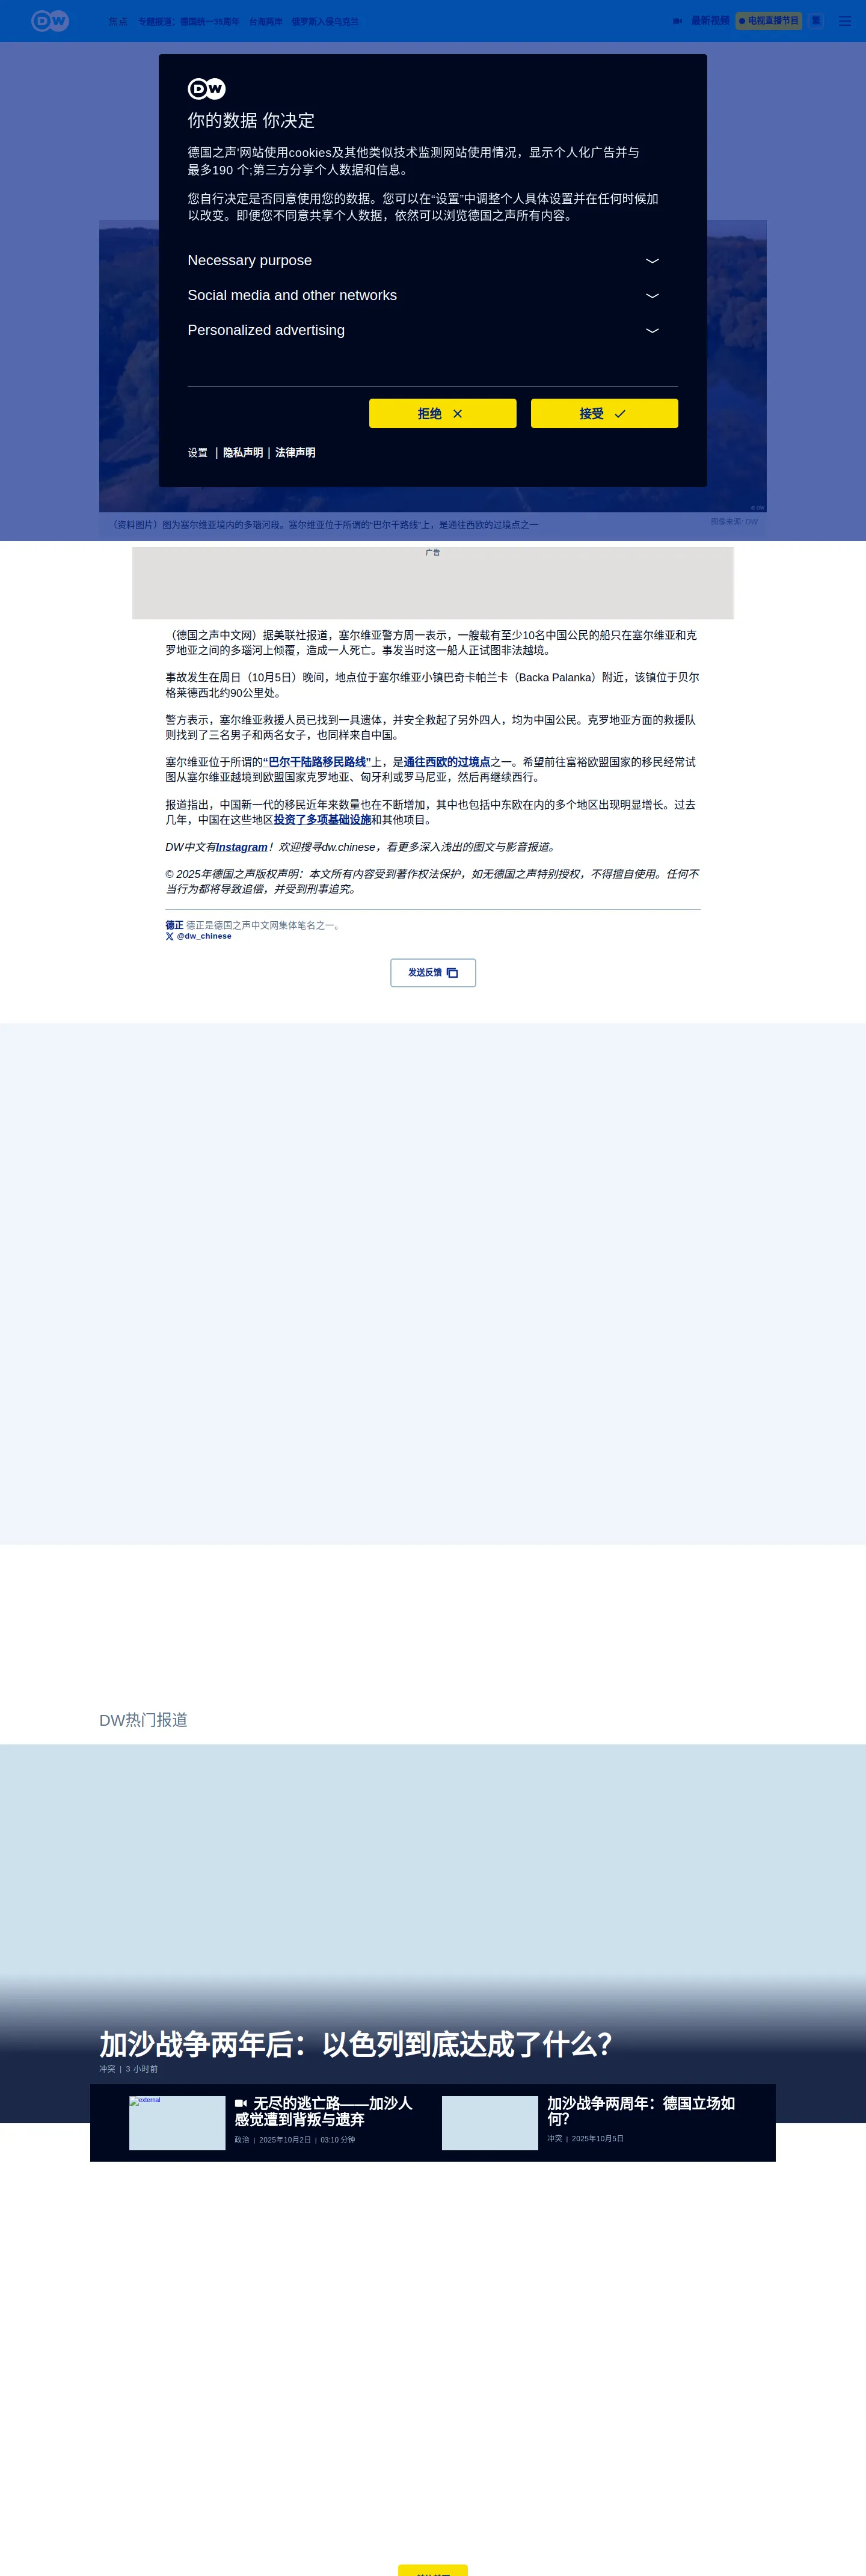 DW
焦点 专题报道：德国统一35周年 台海两岸 俄罗斯入侵乌克兰
最新视频 电视直播节目 繁
DW
你的数据 你决定
德国之声'网站使用cookies及其他类似技术监测网站使用情况，显示个人化广告并与
最多190 个;第三方分享个人数据和信息。
您自行决定是否同意使用您的数据。您可以在“设置”中调整个人具体设置并在任何时候加
以改变。即便您不同意共享个人数据，依然可以浏览德国之声所有内容。
Necessary purpose
Social media and other networks
Personalized advertising
拒绝 接受
设置 | 隐私声明 | 法律声明
（资料图片）图为塞尔维亚境内的多瑙河段。塞尔维亚位于所谓的“巴尔干路线”上，是通往西欧的过境点之一 图像来源: DW
广告
（德国之声中文网）据美联社报道，塞尔维亚警方周一表示，一艘载有至少10名中国公民的船只在塞尔维亚和克
罗地亚之间的多瑙河上倾覆，造成一人死亡。事发当时这一船人正试图非法越境。
事故发生在周日（10月5日）晚间，地点位于塞尔维亚小镇巴奇卡帕兰卡（Backa Palanka）附近，该镇位于贝尔
格莱德西北约90公里处。
警方表示，塞尔维亚救援人员已找到一具遗体，并安全救起了另外四人，均为中国公民。克罗地亚方面的救援队
则找到了三名男子和两名女子，也同样来自中国。
塞尔维亚位于所谓的“巴尔干陆路移民路线”上，是通往西欧的过境点之一。希望前往富裕欧盟国家的移民经常试
图从塞尔维亚越境到欧盟国家克罗地亚、匈牙利或罗马尼亚，然后再继续西行。
报道指出，中国新一代的移民近年来数量也在不断增加，其中也包括中东欧在内的多个地区出现明显增长。过去
几年，中国在这些地区投资了多项基础设施和其他项目。
DW中文有Instagram！欢迎搜寻dw.chinese，看更多深入浅出的图文与影音报道。
© 2025年德国之声版权声明：本文所有内容受到著作权法保护，如无德国之声特别授权，不得擅自使用。任何不
当行为都将导致追偿，并受到刑事追究。
德正 德正是德国之声中文网集体笔名之一。
@dw_chinese
发送反馈
DW热门报道
加沙战争两年后：以色列到底达成了什么？
冲突 | 3 小时前
external
无尽的逃亡路——加沙人
感觉遭到背叛与遗弃
政治 | 2025年10月2日 | 03:10 分钟
加沙战争两周年：德国立场如
何？
冲突 | 2025年10月5日